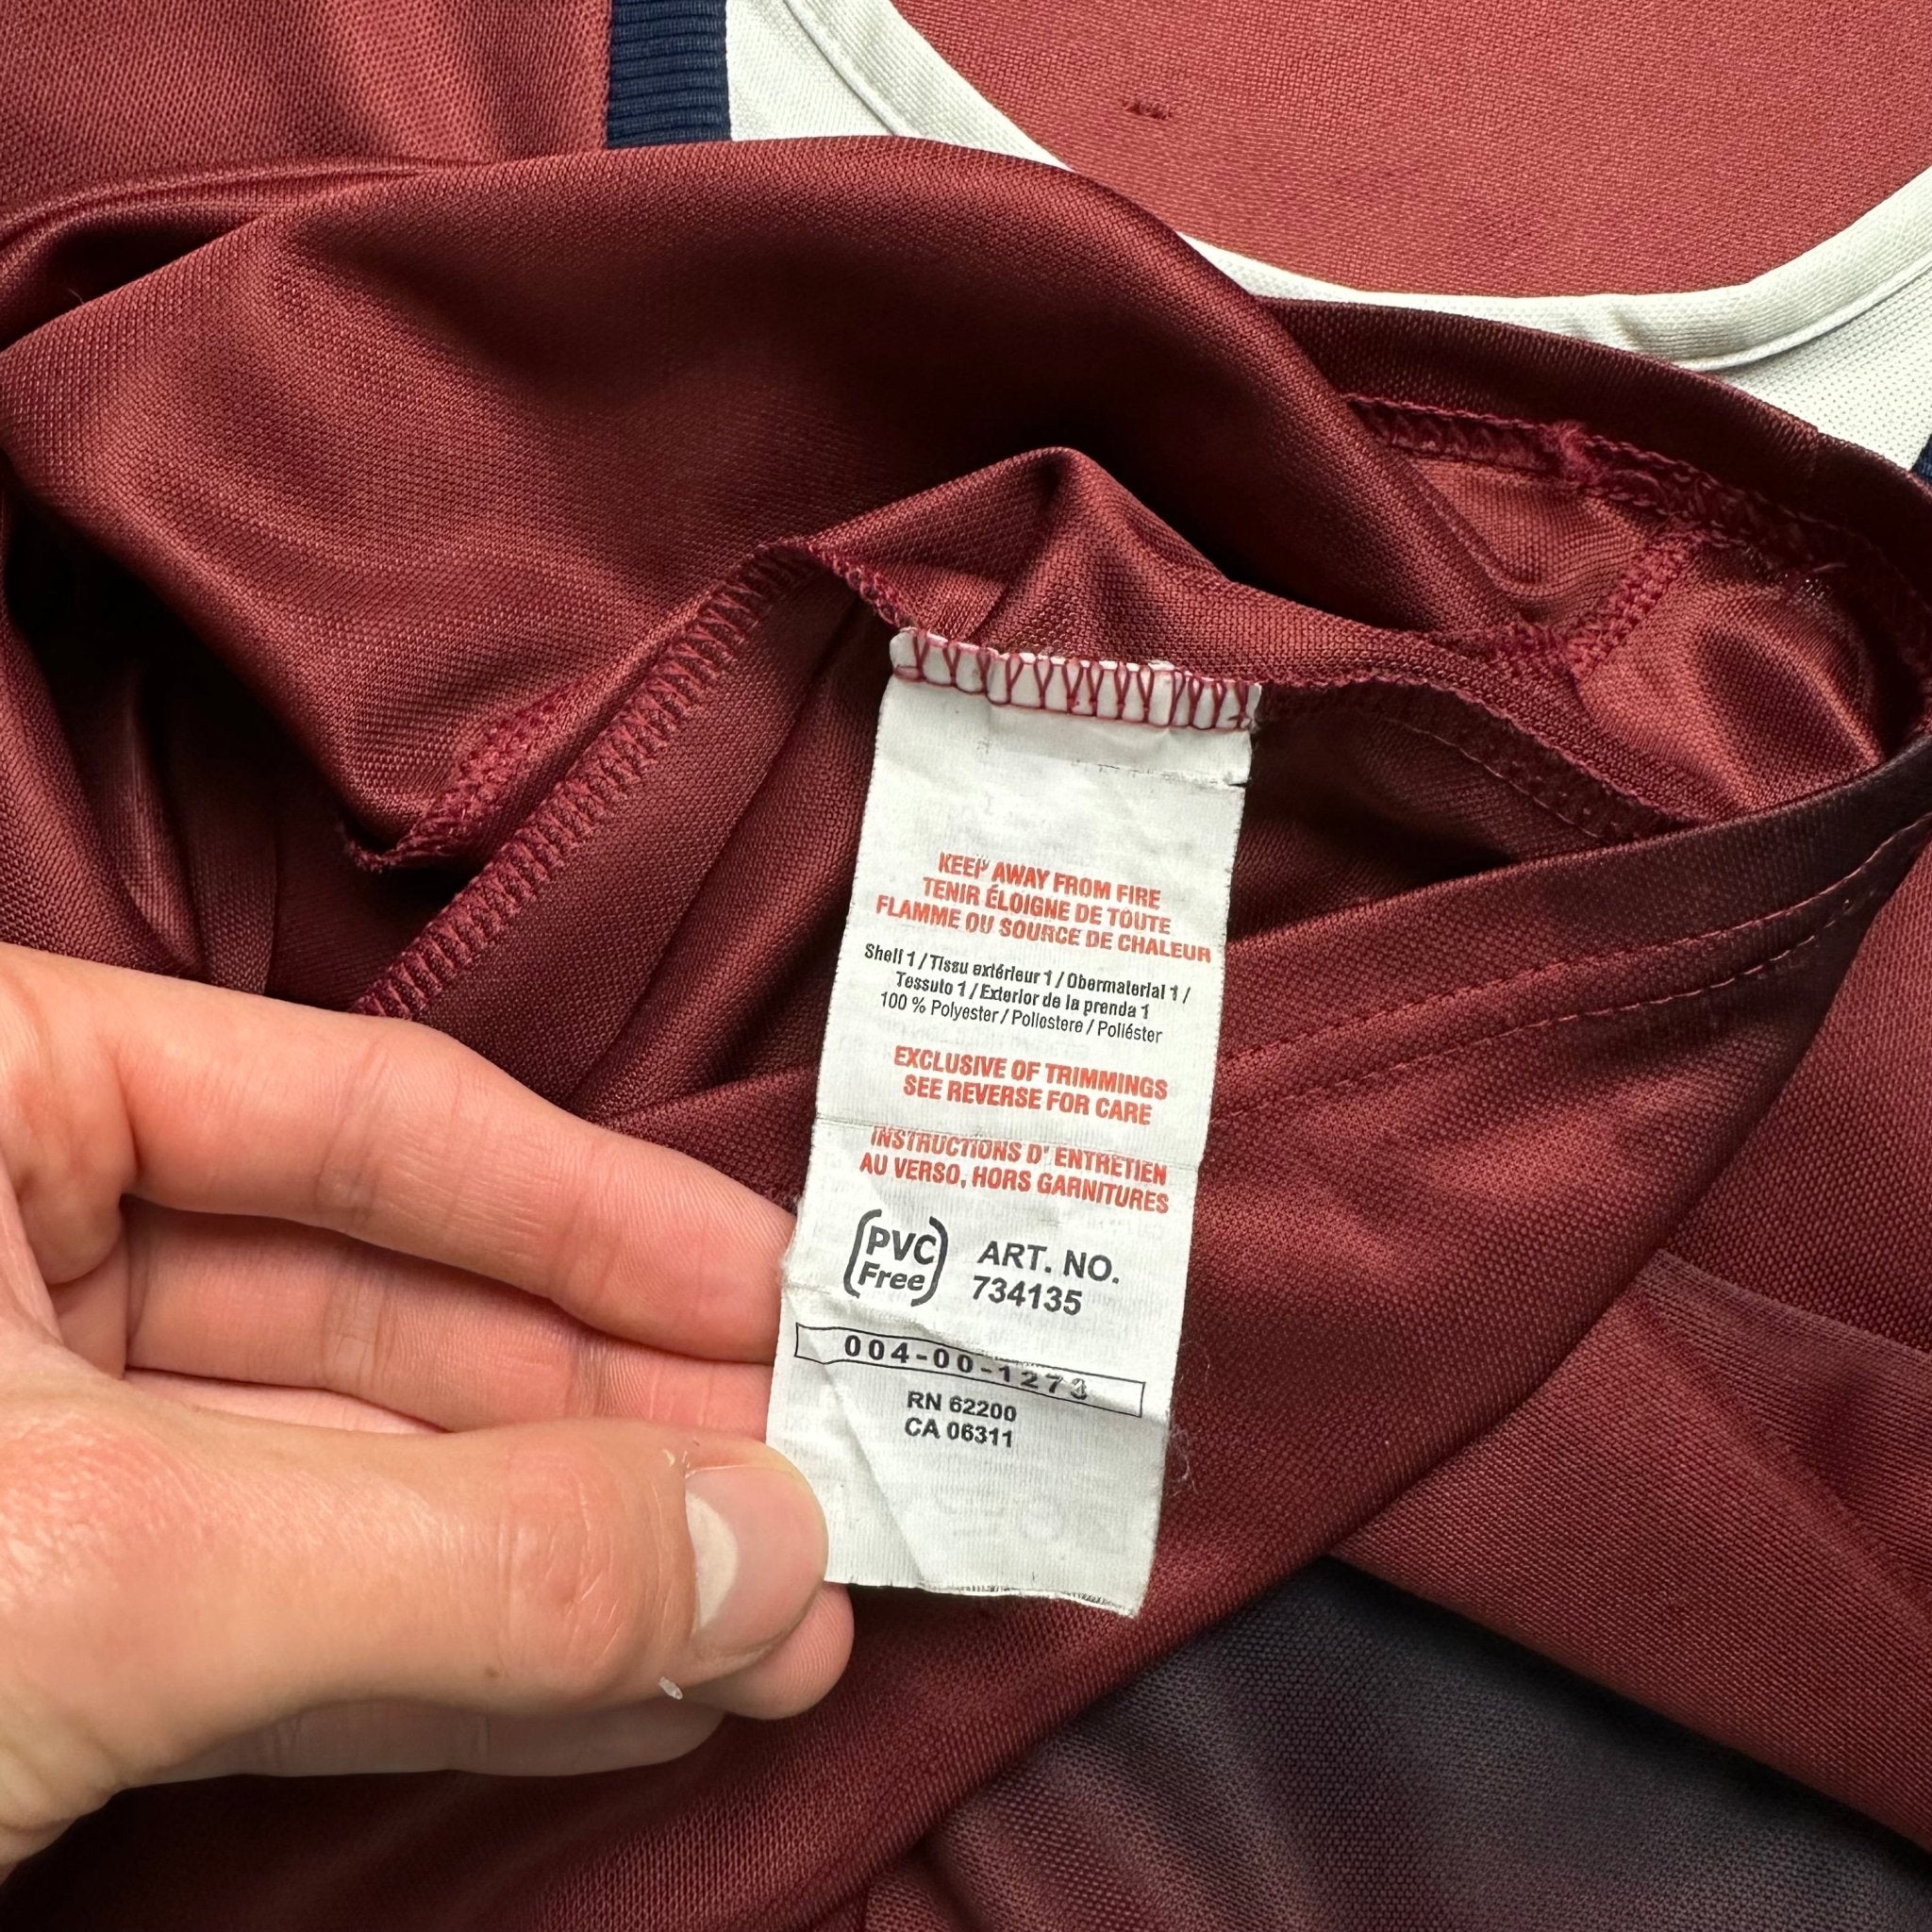 KEEP AWAY FROM FIRE
TENIR ÉLOIGNE DE TOUTE
FLAMME OU SOURCE DE CHALEUR
Shell 1 / Tissu extérieur 1 / Obermaterial 1 /
Tessuto 1 / Exterior de la prenda 1
100 % Polyester / Poliestere / Poliéster
EXCLUSIVE OF TRIMMINGS
SEE REVERSE FOR CARE
INSTRUCTIONS D' ENTRETIEN
AU VERSO, HORS GARNITURES
PVC
Free
ART. NO.
734135
004-00-1273
RN 62200
CA 06311